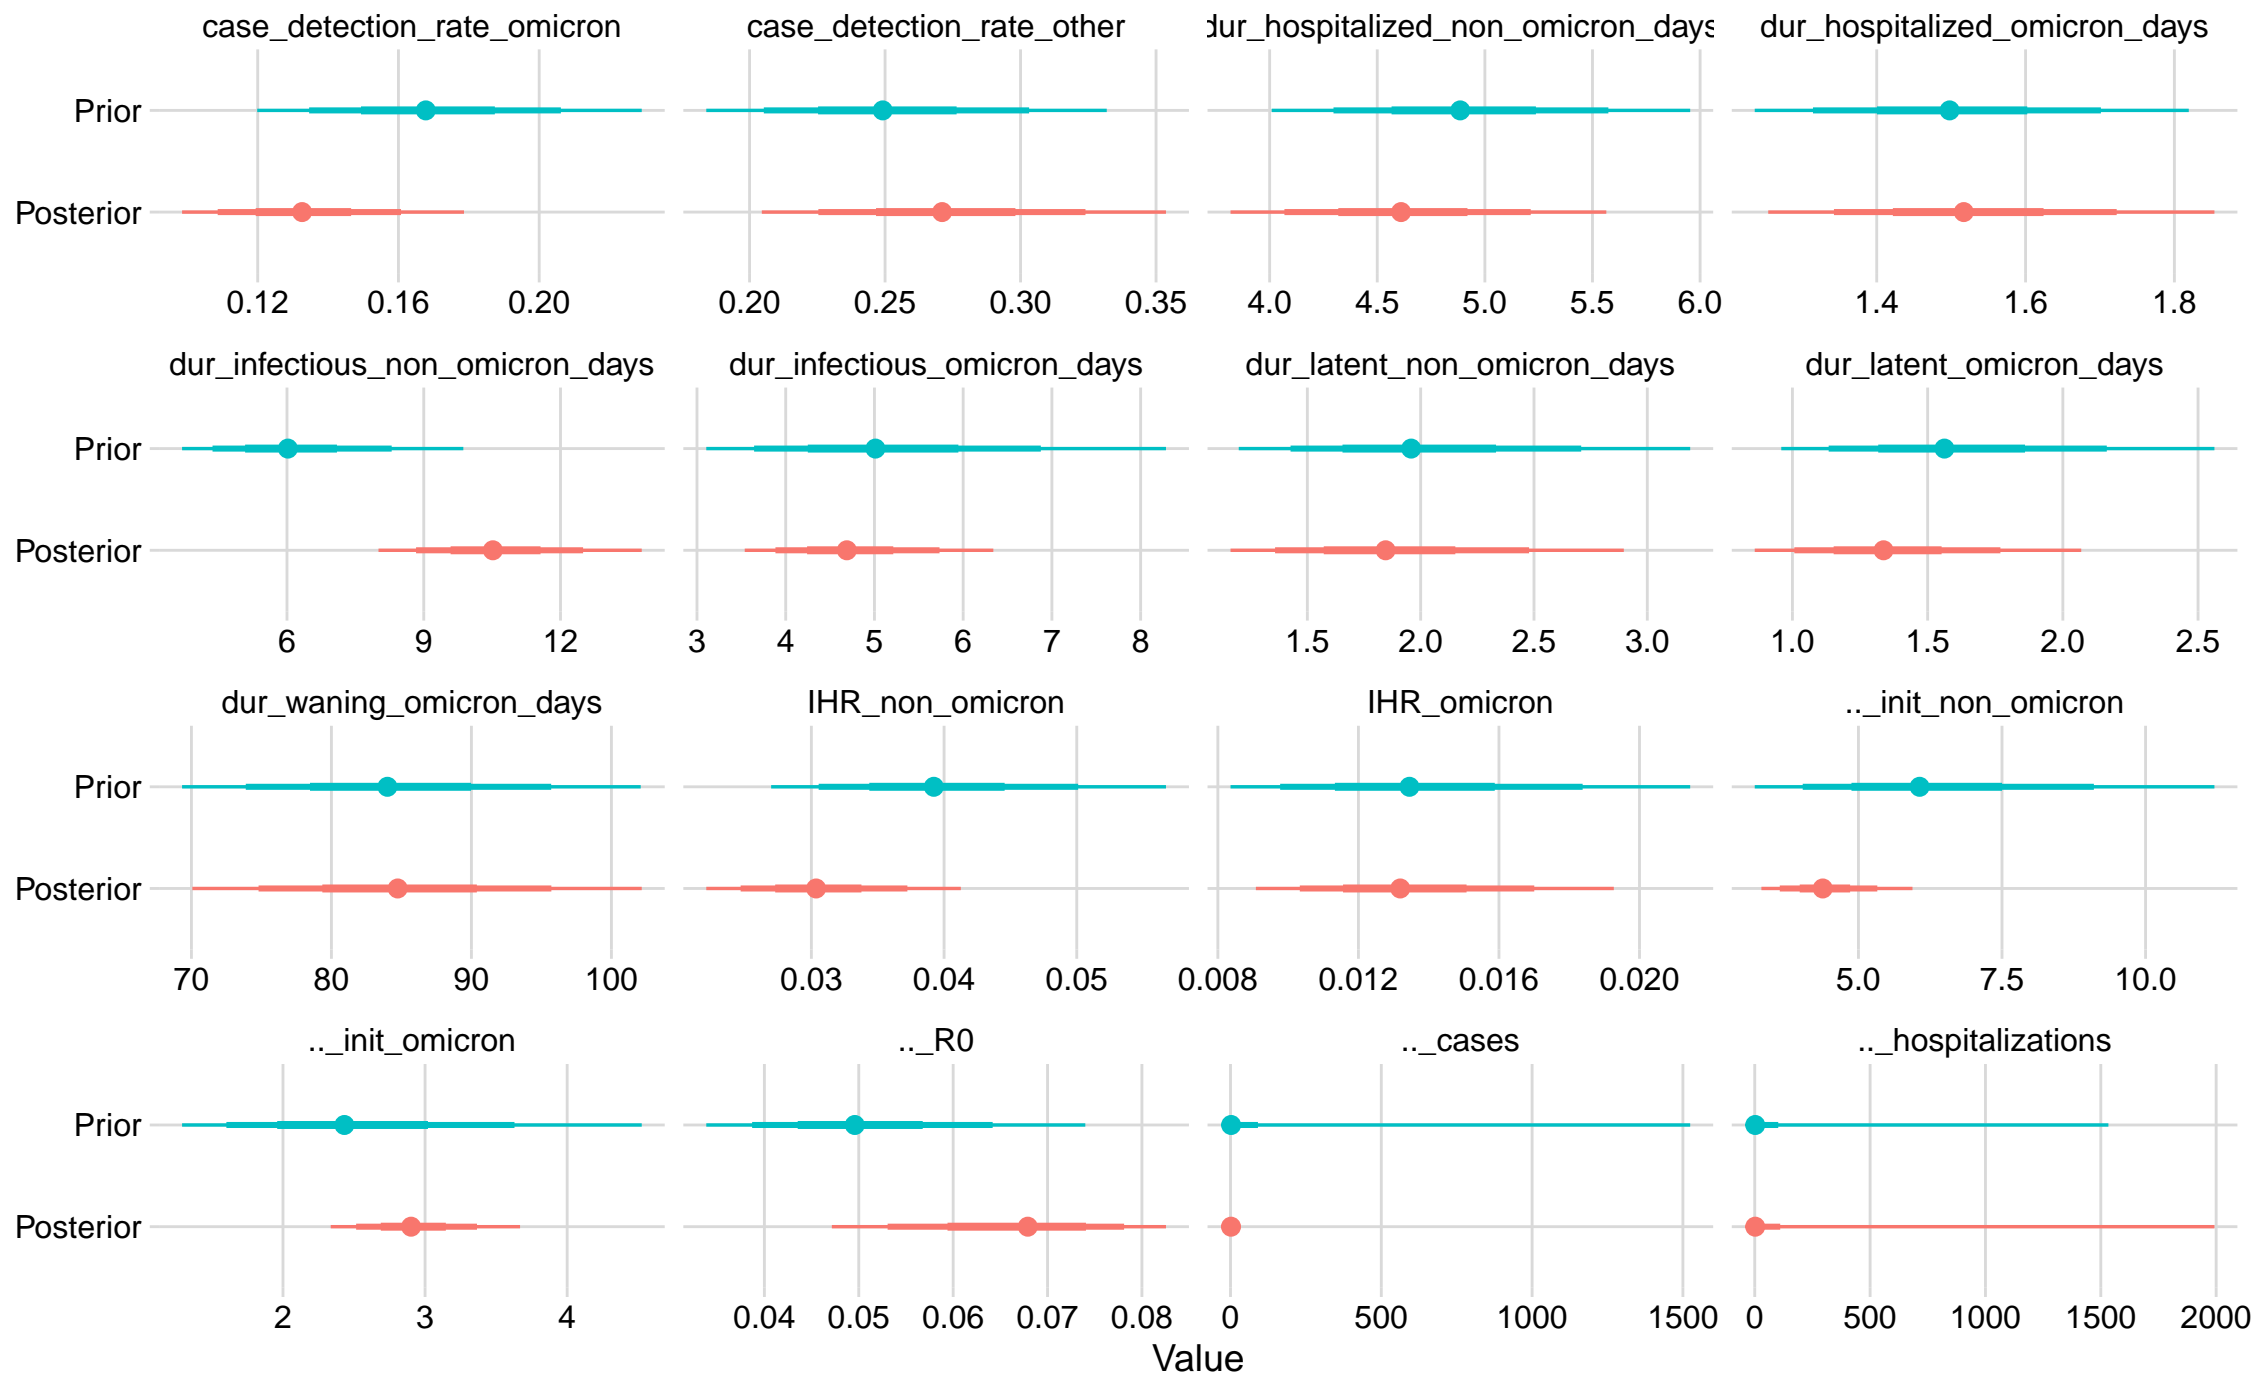 case_detection_rate_omicron case_detection_rate_other dur_hospitalized_non_omicron_days dur_hospitalized_omicron_days
Prior
Posterior
0.12 0.16 0.20 0.20 0.25 0.30 0.35 4.0 4.5 5.0 5.5 6.0 1.4 1.6 1.8
dur_infectious_non_omicron_days dur_infectious_omicron_days dur_latent_non_omicron_days dur_latent_omicron_days
Prior
Posterior
6 9 12 3 4 5 6 7 8 1.5 2.0 2.5 3.0 1.0 1.5 2.0 2.5
dur_waning_omicron_days IHR_non_omicron IHR_omicron .._init_non_omicron
Prior
Posterior
70 80 90 100 0.03 0.04 0.05 0.008 0.012 0.016 0.020 5.0 7.5 10.0
.._init_omicron .._R0 .._cases .._hospitalizations
Prior
Posterior
2 3 4 0.04 0.05 0.06 0.07 0.08 0 500 1000 1500 0 500 1000 1500 2000
Value